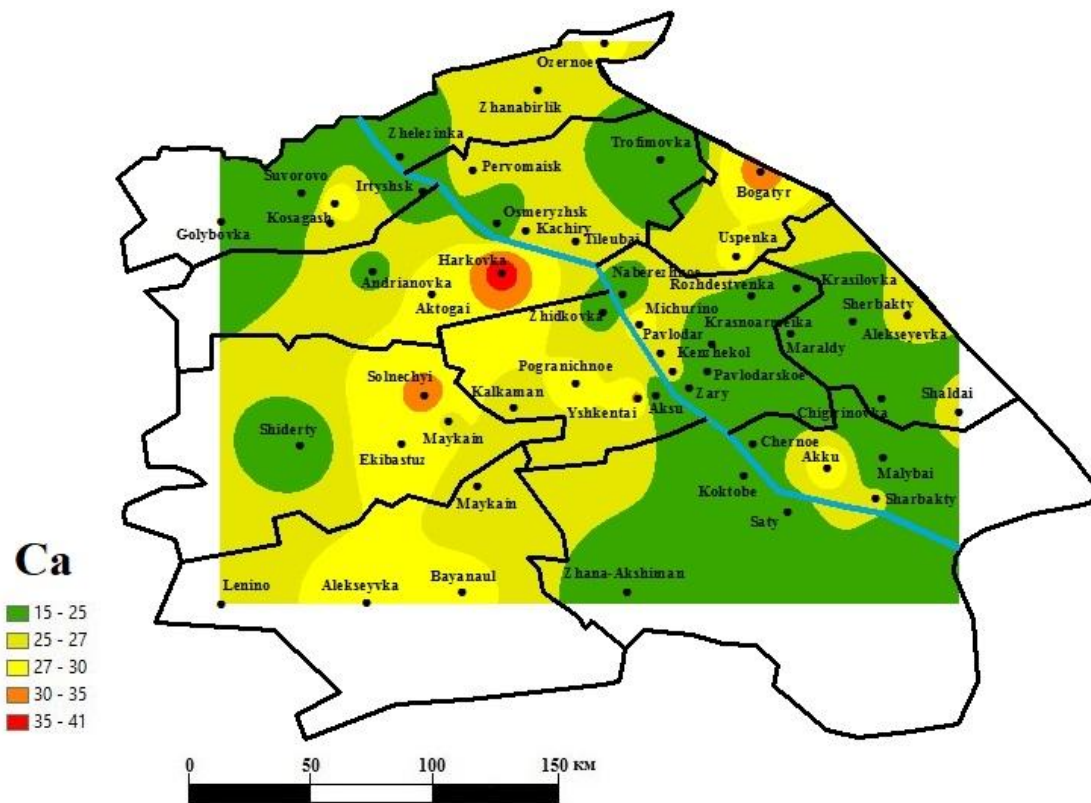 Ozernoe
Zhanabirlik
Zhelezinka
Trofimovka
Pervomaisk
Bogatyr
Suvorovo
Irtyshsk
Kosagash
Golybovka
Osmeryzhsk
Kachiry
Tileubai
Uspenka
Harkovka
Andrianovka
Aktogai
Naberezhnoe
Rozhdestvenka
Krasilovka
Zhidkovka
Michurino
Sherbakty
Pavlodar
Krasnoarmeika
Maraldy
Alekseyevka
Kenzhekol
Pogranichnoe
Solnechyi
Kalkaman
Pavlodarskoe
Zary
Shaldai
Yshkentai
Aksu
Chigirinovka
Shiderty
Maykain
Ekibastuz
Chernoe
Akku
Malybai
Koktobe
Maykain
Sharbakty
Saty
Lenino
Alekseyvka
Bayanaul
Zhana-Akshiman
Ca
15 - 25
25 - 27
27 - 30
30 - 35
35 - 41
0 50 100 150 км